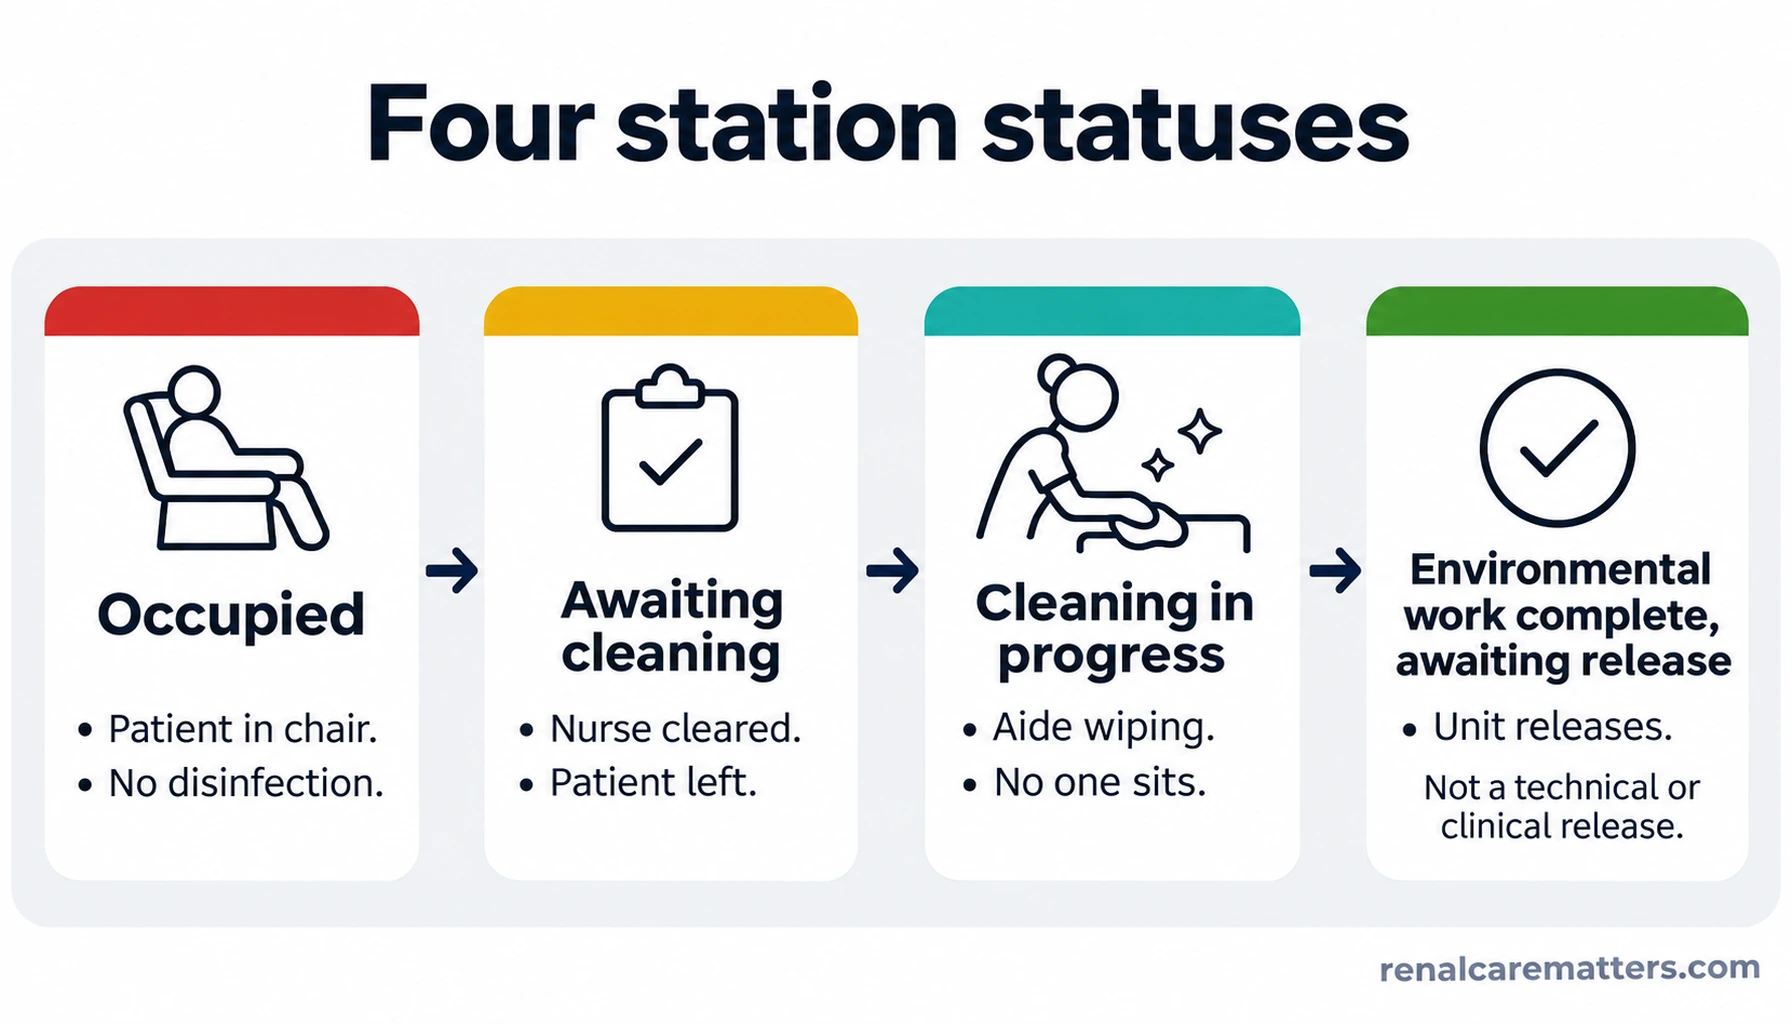 Four station statuses
Occupied
• Patient in chair.
• No disinfection.
Awaiting
cleaning
• Nurse cleared.
• Patient left.
Cleaning in
progress
• Aide wiping.
• No one sits.
Environmental
work complete,
awaiting release
• Unit releases.
Not a technical or
clinical release.
renalcarematters.com